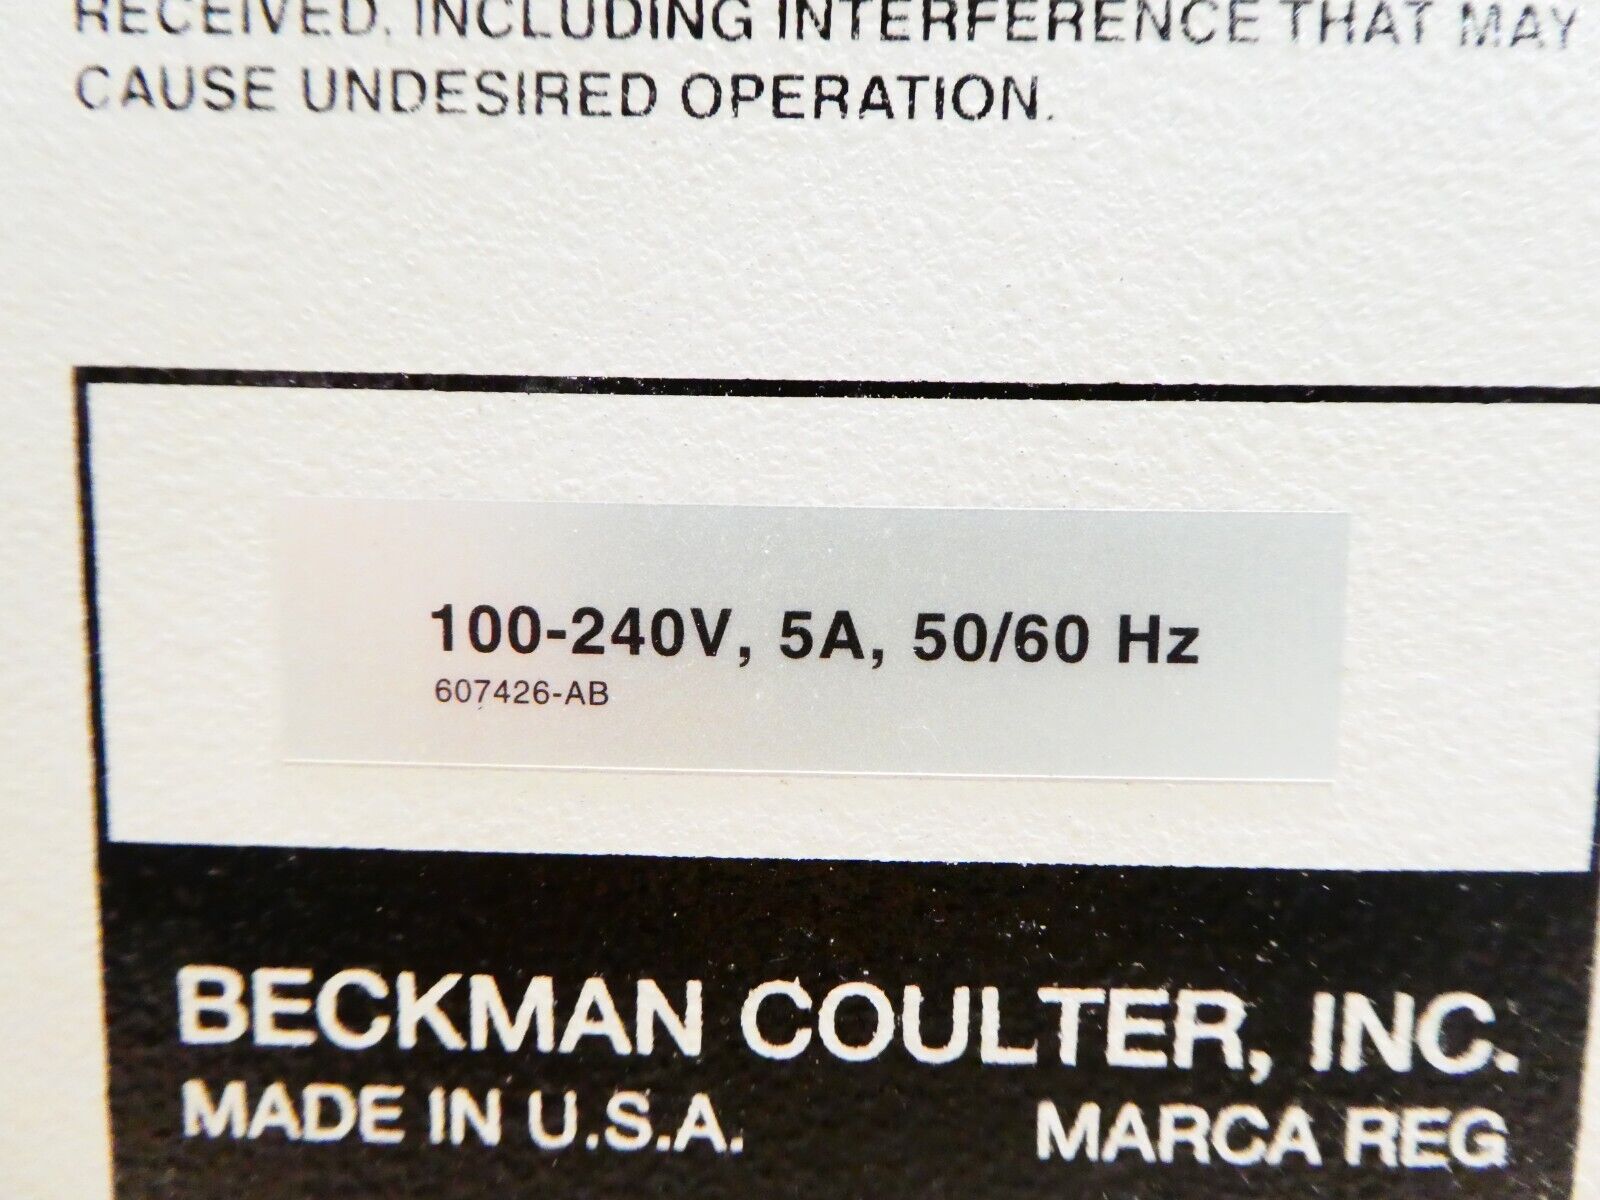 RECEIVED, INCLUDING INTERFERENCE THAT MAY
CAUSE UNDESIRED OPERATION.
100-240V, 5A, 50/60 Hz
607426-AB
BECKMAN COULTER, INC.
MADE IN U.S.A. MARCA REG